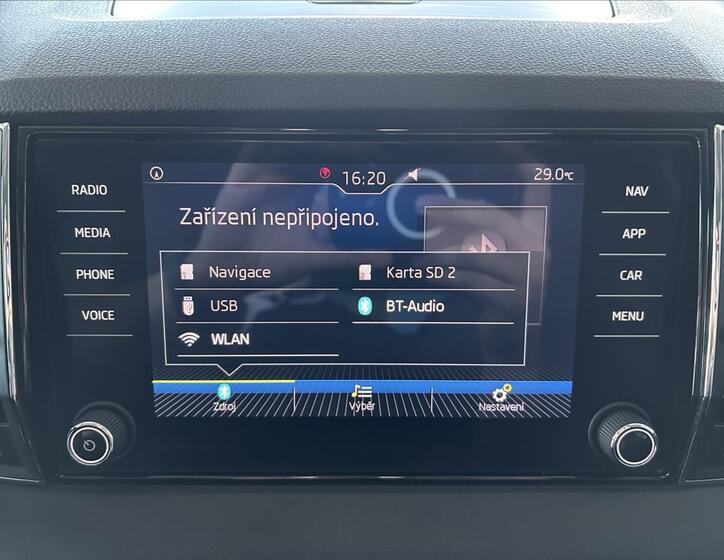 RADIO
MEDIA
PHONE
VOICE
16:20
29.0°C
Zařízení nepřipojeno.
Navigace
Karta SD 2
USB
BT-Audio
WLAN
Zdroj
Výběr
Nastavení
NAV
APP
CAR
MENU